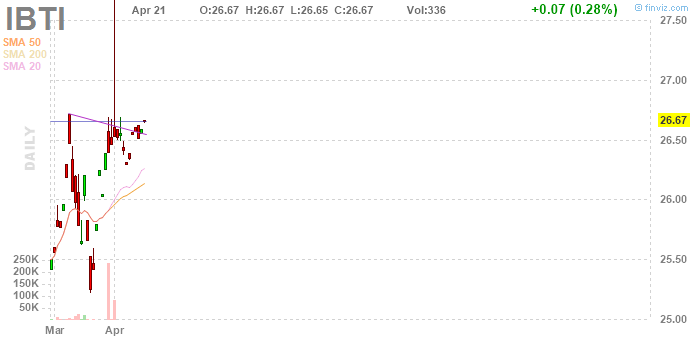 IBTI
Apr 21 O:26.67 H:26.67 L:26.65 C:26.67 Vol:336 +0.07 (0.28%) © finviz.com
SMA 50
SMA 200
SMA 20
DAILY
27.50
27.00
26.67
26.50
26.00
25.50
25.00
250K
200K
150K
100K
50K
Mar Apr